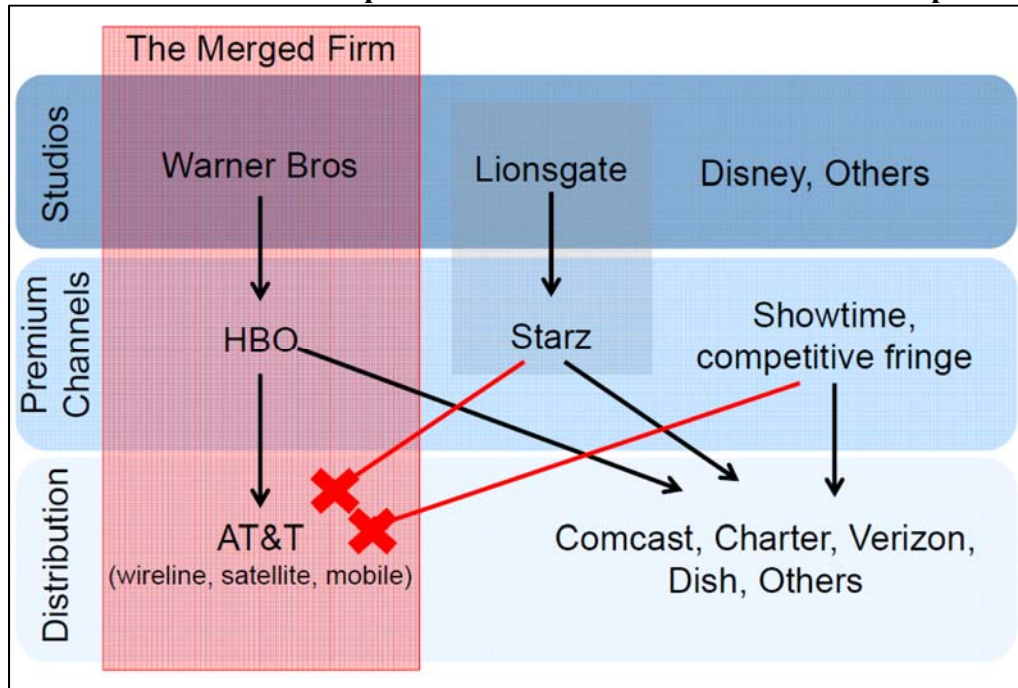 The Merged Firm
Studios
Warner Bros
Lionsgate
Disney, Others
Premium
Channels
HBO
Starz
Showtime,
competitive fringe
Distribution
AT&T
(wireline, satellite, mobile)
Comcast, Charter, Verizon,
Dish, Others